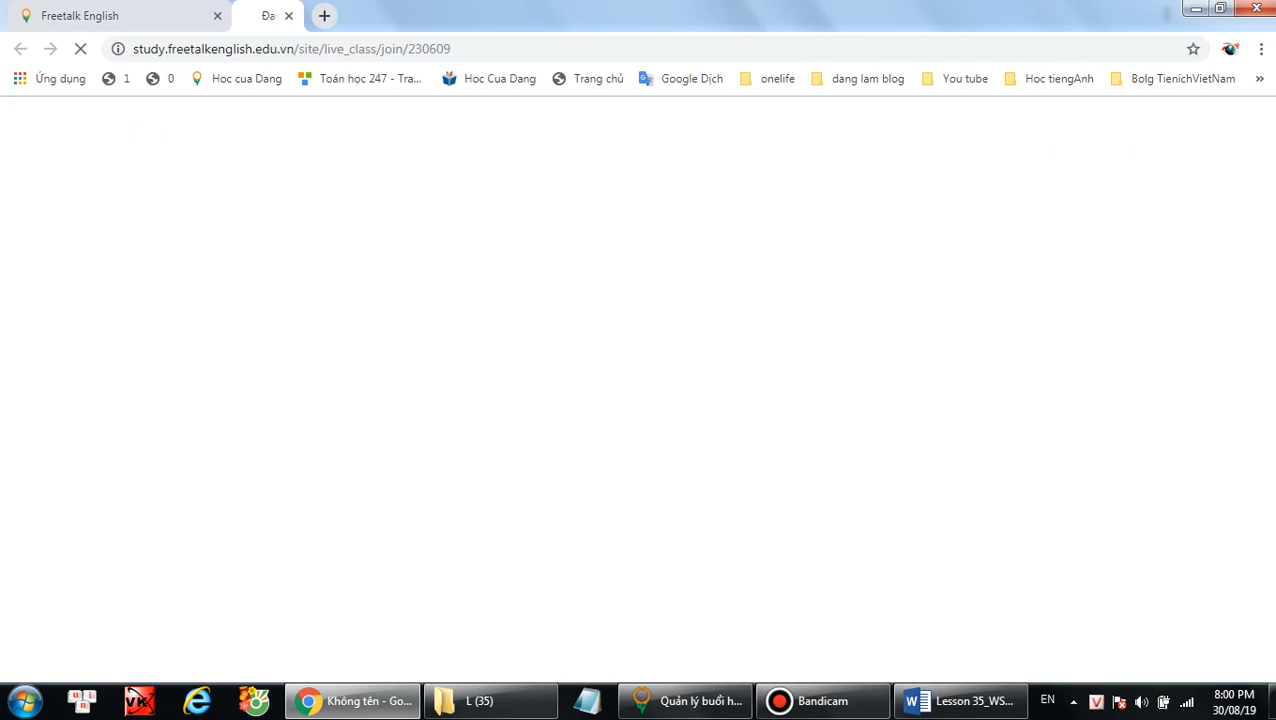 Freetalk English
Đa
study.freetalkenglish.edu.vn/site/live_class/join/230609
Ứng dụng 1 0 Hoc cua Dang Toán học 247 - Tra... Hoc Cua Dang Trang chủ Google Dịch onelife dang lam blog You tube Hoc tiengAnh Bolg TienichVietNam »
Không tên - Go... L (35) Quản lý buổi h... Bandicam Lesson 35_WS... EN 8:00 PM
30/08/19